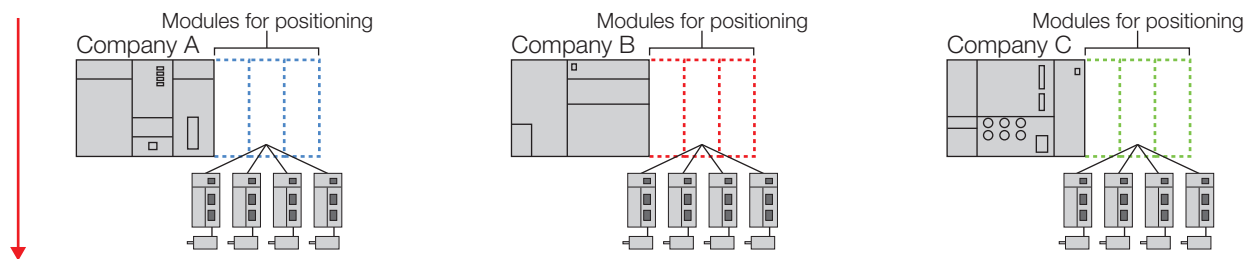 Modules for positioning
Company A
Modules for positioning
Company B
Modules for positioning
Company C